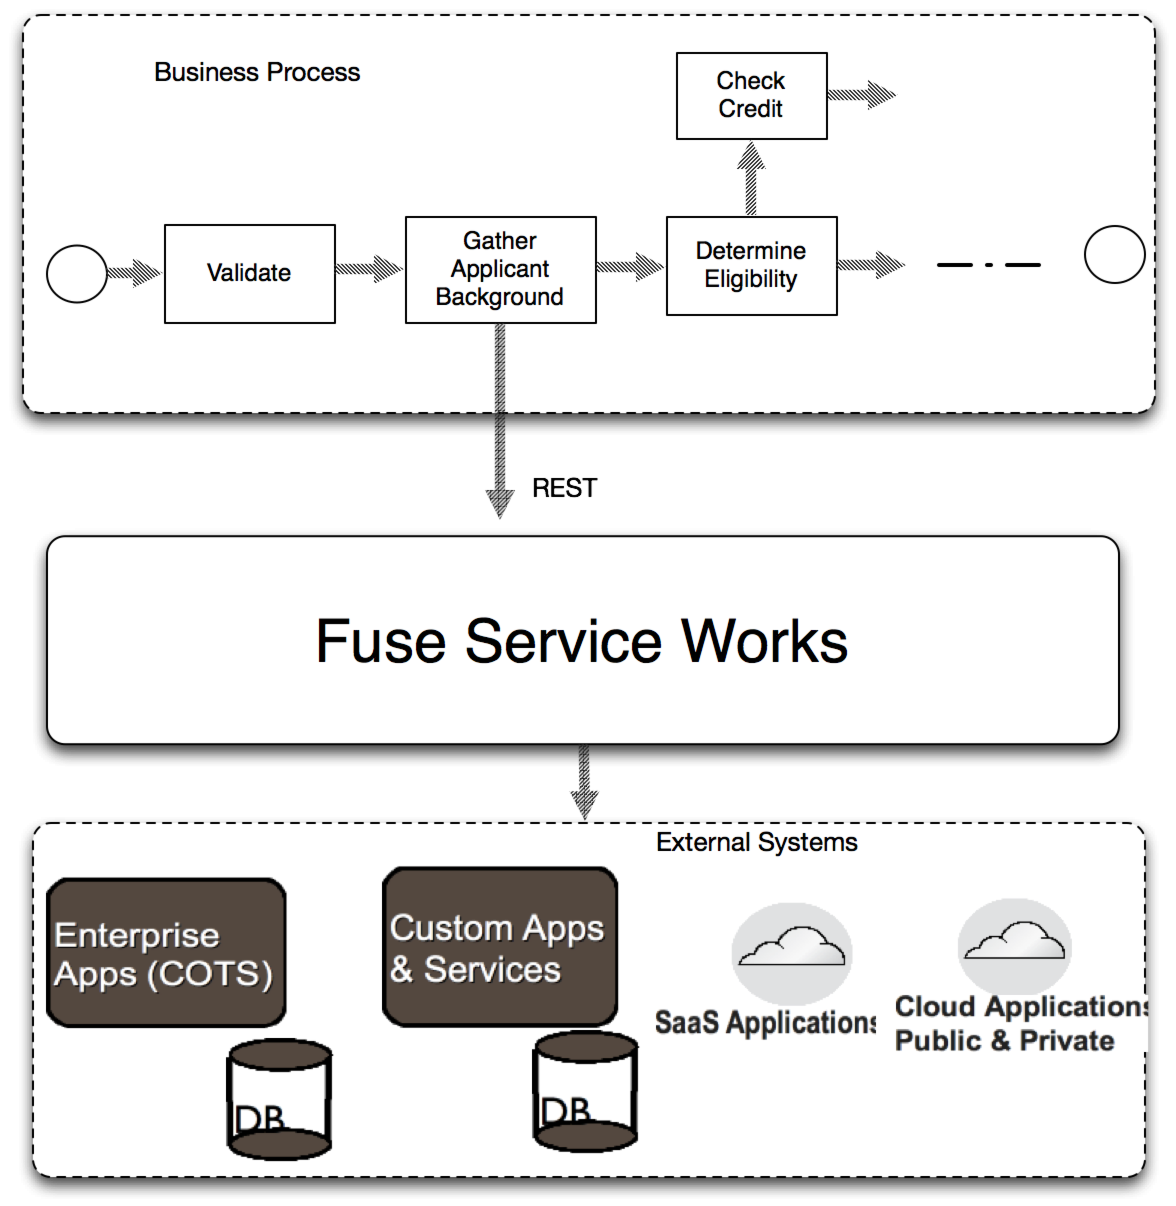 Business Process
Check
Credit
Validate
Gather
Applicant
Background
Determine
Eligibility
REST
Fuse Service Works
External Systems
Enterprise
Apps (COTS)
Custom Apps
& Services
SaaS Applications
Cloud Applications
Public & Private
DB
DB